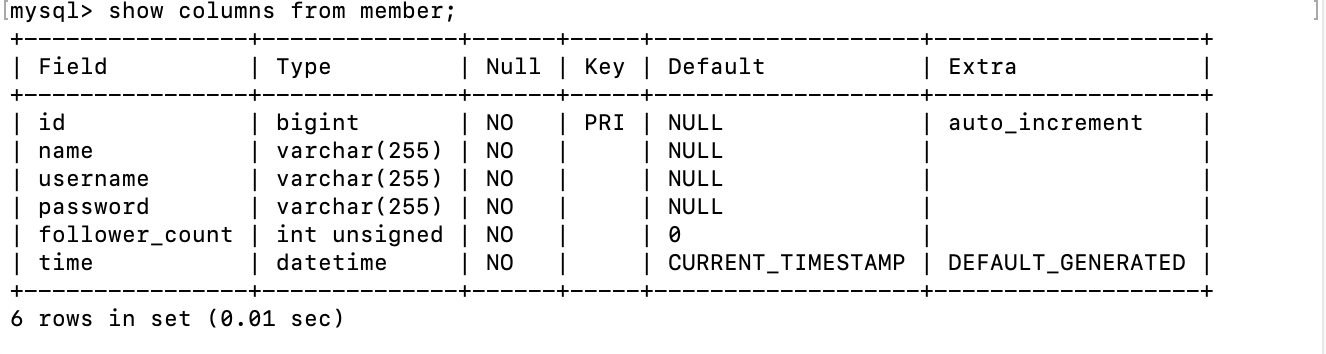 [mysql> show columns from member; ]
+----------------+--------------+------+-----+-------------------+-------------------+
| Field          | Type         | Null | Key | Default           | Extra             |
+----------------+--------------+------+-----+-------------------+-------------------+
| id             | bigint       | NO   | PRI | NULL              | auto_increment    |
| name           | varchar(255) | NO   |     | NULL              |                   |
| username       | varchar(255) | NO   |     | NULL              |                   |
| password       | varchar(255) | NO   |     | NULL              |                   |
| follower_count | int unsigned | NO   |     | 0                 |                   |
| time           | datetime     | NO   |     | CURRENT_TIMESTAMP | DEFAULT_GENERATED |
+----------------+--------------+------+-----+-------------------+-------------------+
6 rows in set (0.01 sec)